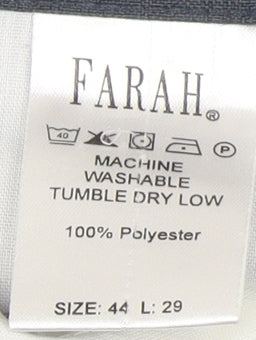 FARAH®
40 P
MACHINE
WASHABLE
TUMBLE DRY LOW
100% Polyester
SIZE: 44 L: 29